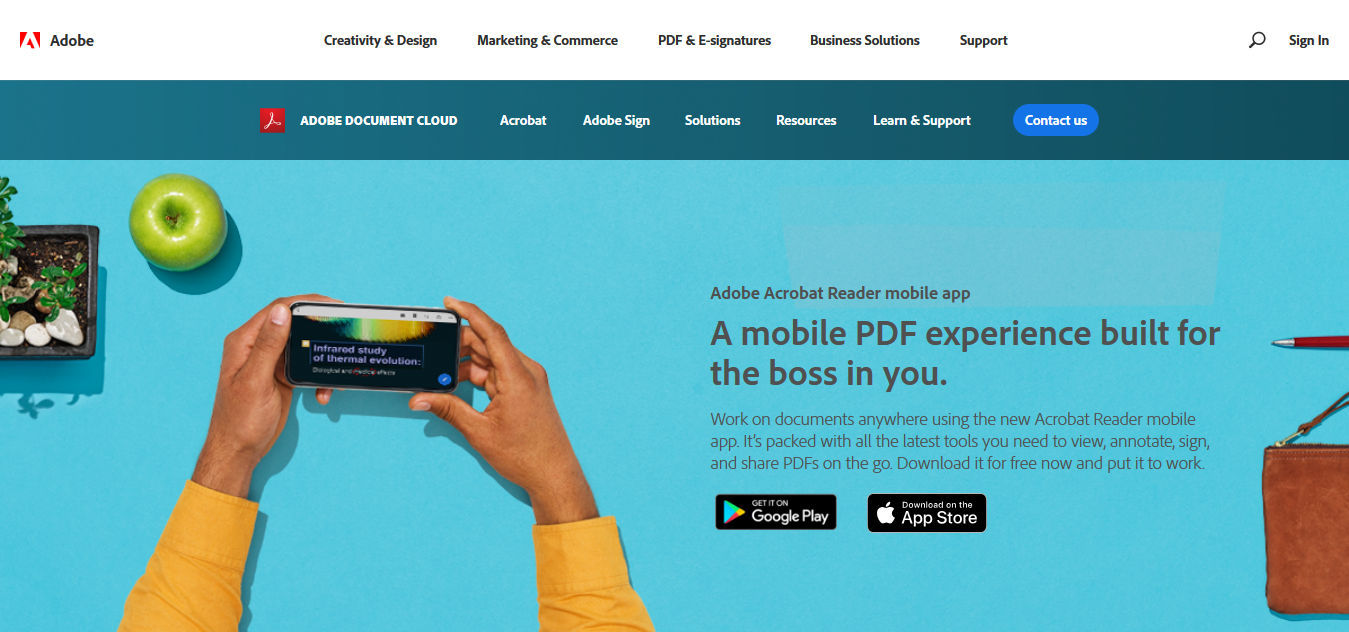 Adobe
Creativity & Design
Marketing & Commerce
PDF & E-signatures
Business Solutions
Support
Sign In
ADOBE DOCUMENT CLOUD
Acrobat
Adobe Sign
Solutions
Resources
Learn & Support
Contact us
Infrared study
of thermal evolution:
Biological and medical effects
Adobe Acrobat Reader mobile app
A mobile PDF experience built for
the boss in you.
Work on documents anywhere using the new Acrobat Reader mobile
app. It's packed with all the latest tools you need to view, annotate, sign,
and share PDFs on the go. Download it for free now and put it to work.
GET IT ON
Google Play
Download on the
App Store